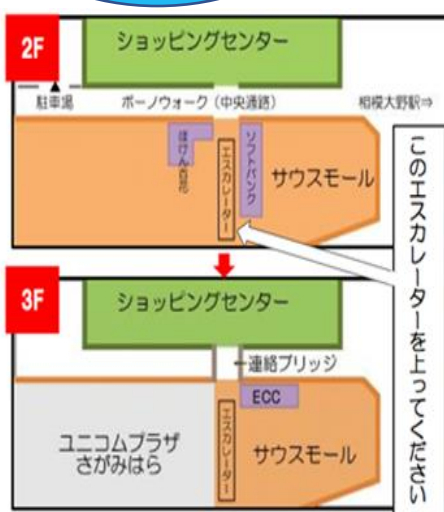 2F
ショッピングセンター
駐車場
ボーノウォーク（中央通路）
相模大野駅⇒
ほけん百花
エスカレーター
ソフトバンク
サウスモール
このエスカレーターを上ってください
3F
ショッピングセンター
連絡ブリッジ
ECC
エスカレーター
ユニコムプラザ
さがみはら
サウスモール